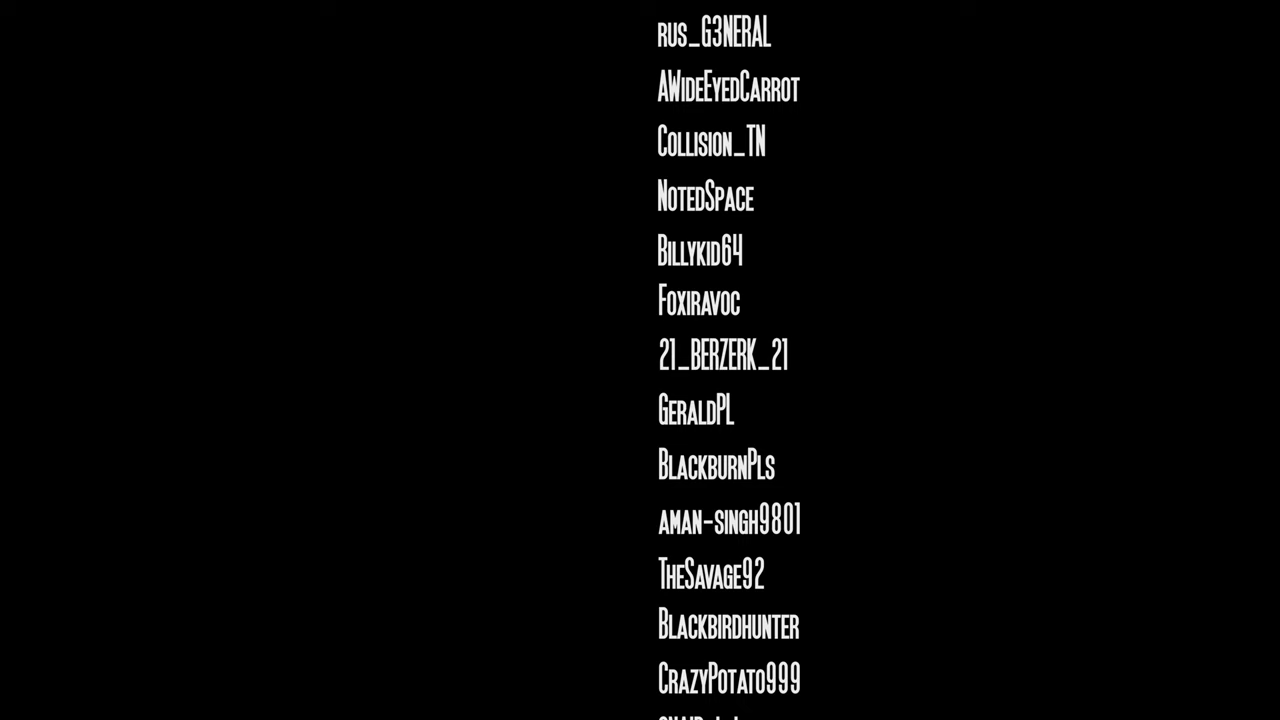 rus_G3NERAL
AWideEyedCarrot
Collision_TN
NotedSpace
Billykid64
Foxiravoc
21_BERZERK_21
GeraldPL
BlackburnPls
aman-singh9801
TheSavage92
Blackbirdhunter
CrazyPotato999